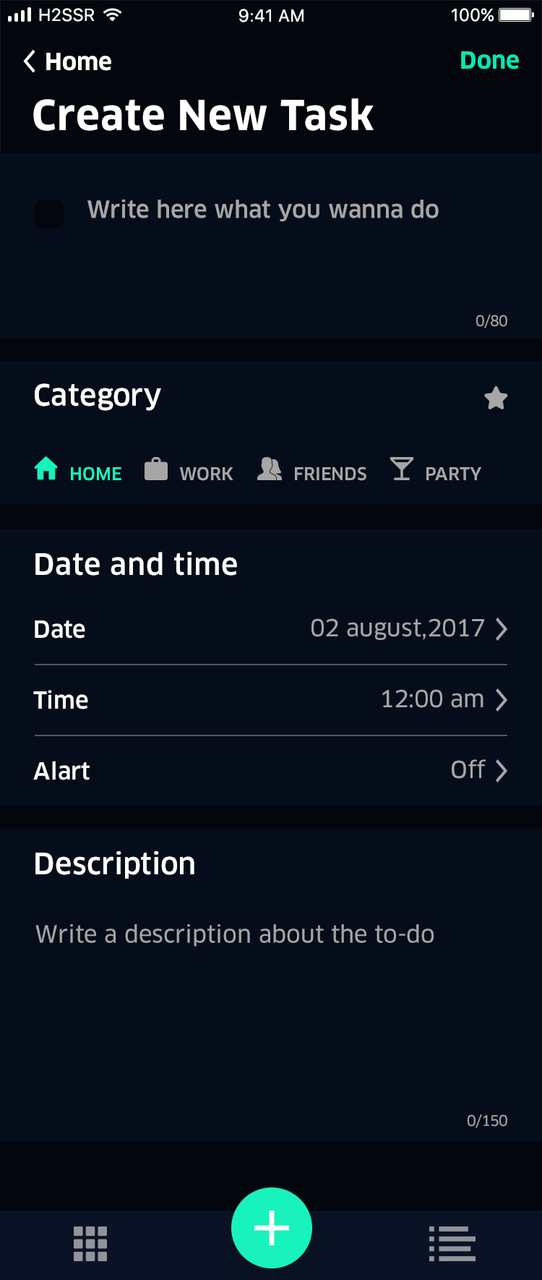 H2SSR 9:41 AM 100%
Home Done
Create New Task
Write here what you wanna do
0/80
Category
HOME WORK FRIENDS PARTY
Date and time
Date 02 august,2017
Time 12:00 am
Alart Off
Description
Write a description about the to-do
0/150